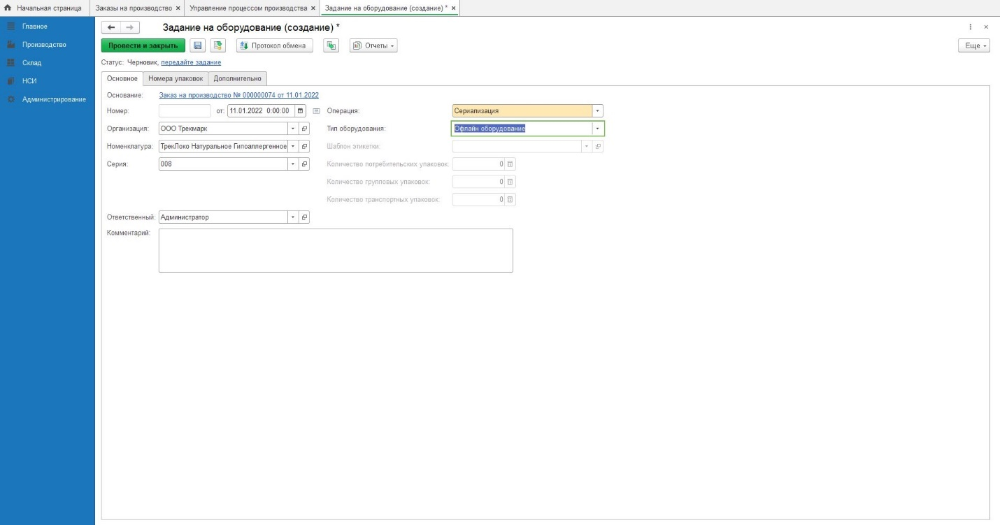 Начальная страница
Заказы на производство ×
Управление процессом производства ×
Задание на оборудование (создание) * ×
Главное
Производство
Склад
НСИ
Администрирование
Задание на оборудование (создание) *
Провести и закрыть
Протокол обмена
Отчеты
Еще
Статус: Черновик, передайте задание
Основное
Номера упаковок
Дополнительно
Основание: Заказ на производство № 000000074 от 11.01.2022
Номер: от: 11.01.2022 0:00:00
Операция: Сериализация
Организация: ООО Трекмарк
Тип оборудования: Офлайн оборудование
Номенклатура: ТрекЛоко Натуральное Гипоаллергенное
Шаблон этикетки:
Серия: 008
Количество потребительских упаковок: 0
Количество групповых упаковок: 0
Количество транспортных упаковок: 0
Ответственный: Администратор
Комментарий: